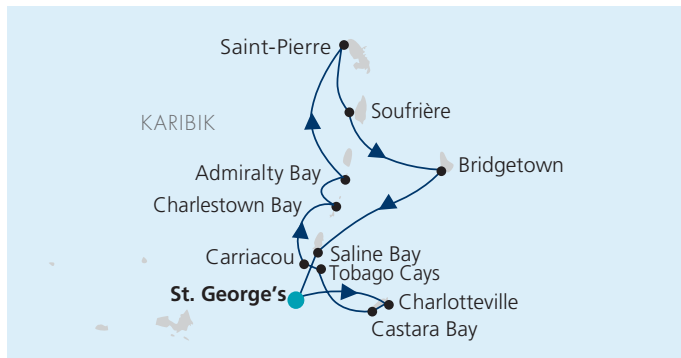 Saint-Pierre
Soufrière
KARIBIK
Bridgetown
Admiralty Bay
Charlestown Bay
Saline Bay
Carriacou
Tobago Cays
St. George's
Charlotteville
Castara Bay